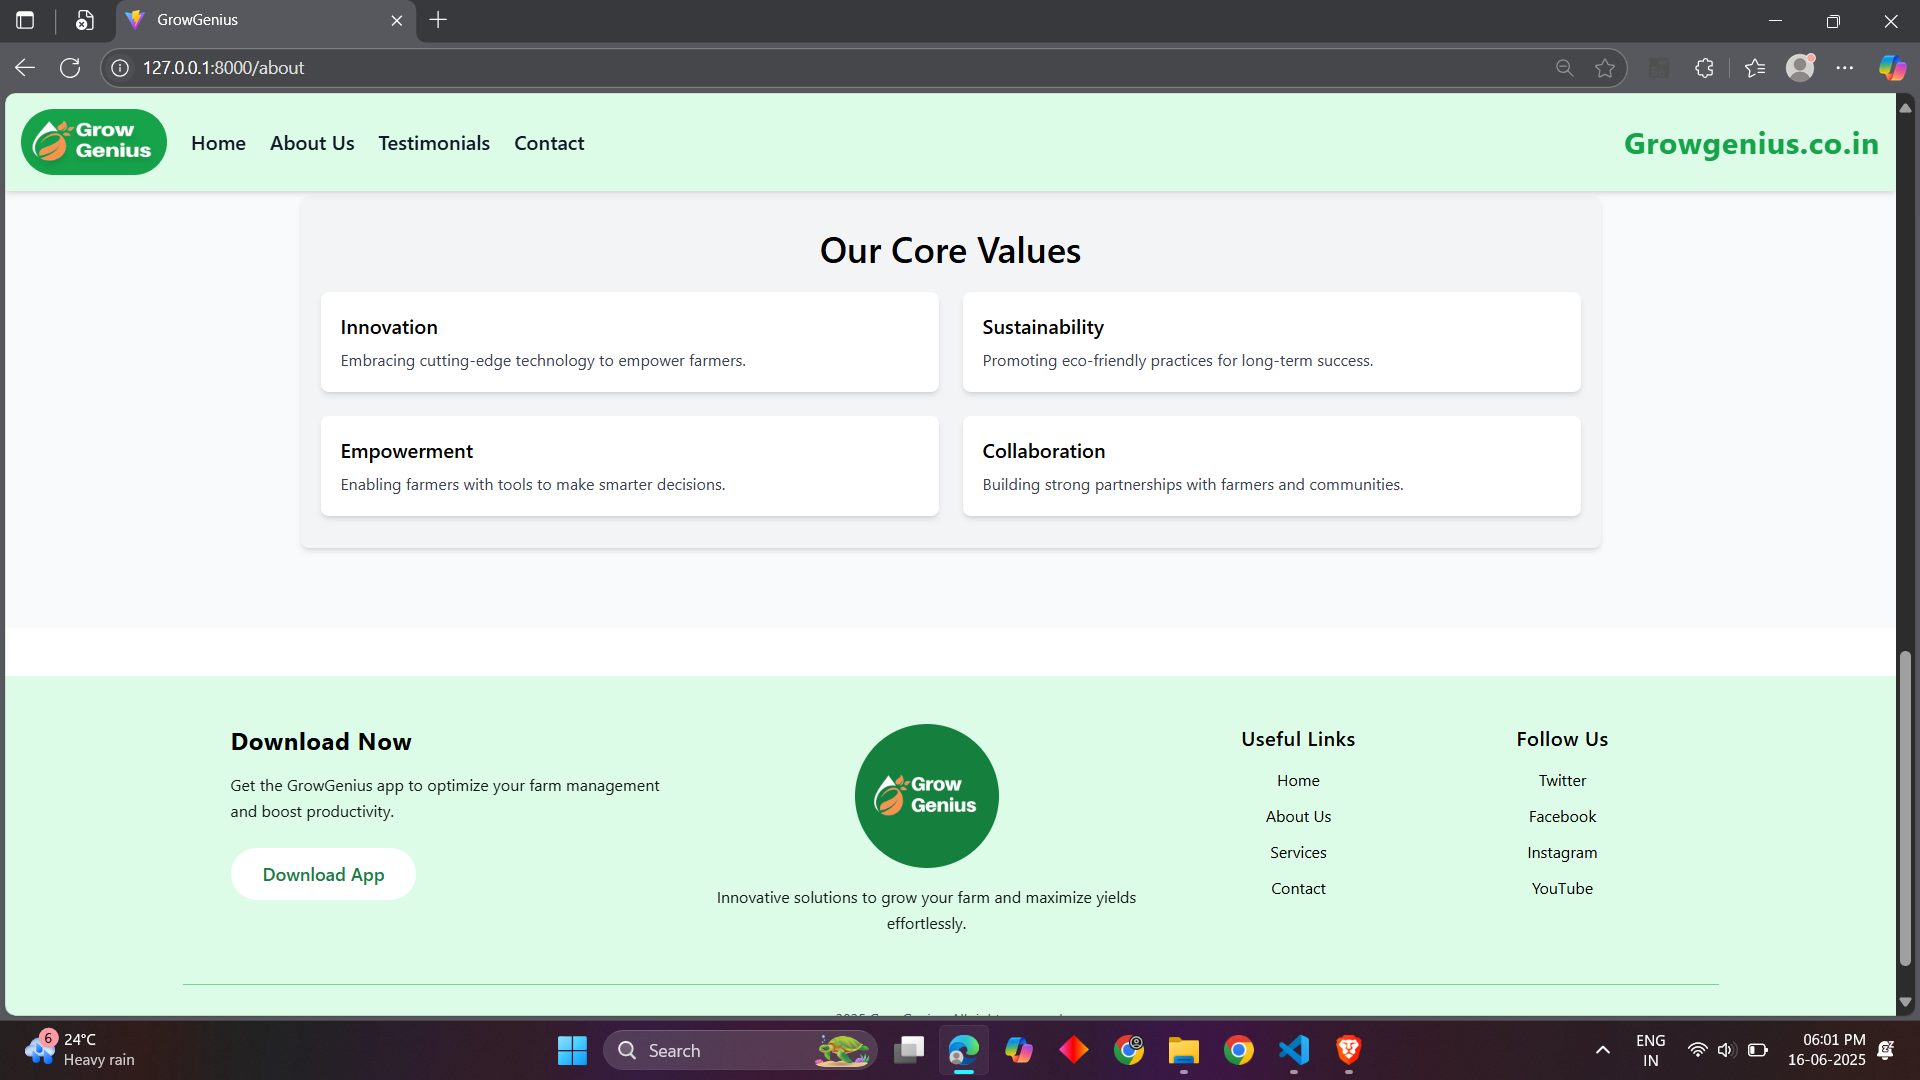 GrowGenius
127.0.0.1:8000/about
Grow
Genius
Home
About Us
Testimonials
Contact
Growgenius.co.in
Our Core Values
Innovation
Embracing cutting-edge technology to empower farmers.
Sustainability
Promoting eco-friendly practices for long-term success.
Empowerment
Enabling farmers with tools to make smarter decisions.
Collaboration
Building strong partnerships with farmers and communities.
Download Now
Get the GrowGenius app to optimize your farm management
and boost productivity.
Download App
Grow
Genius
Innovative solutions to grow your farm and maximize yields
effortlessly.
Useful Links
Home
About Us
Services
Contact
Follow Us
Twitter
Facebook
Instagram
YouTube
6
24°C
Heavy rain
Search
ENG
IN
06:01 PM
16-06-2025